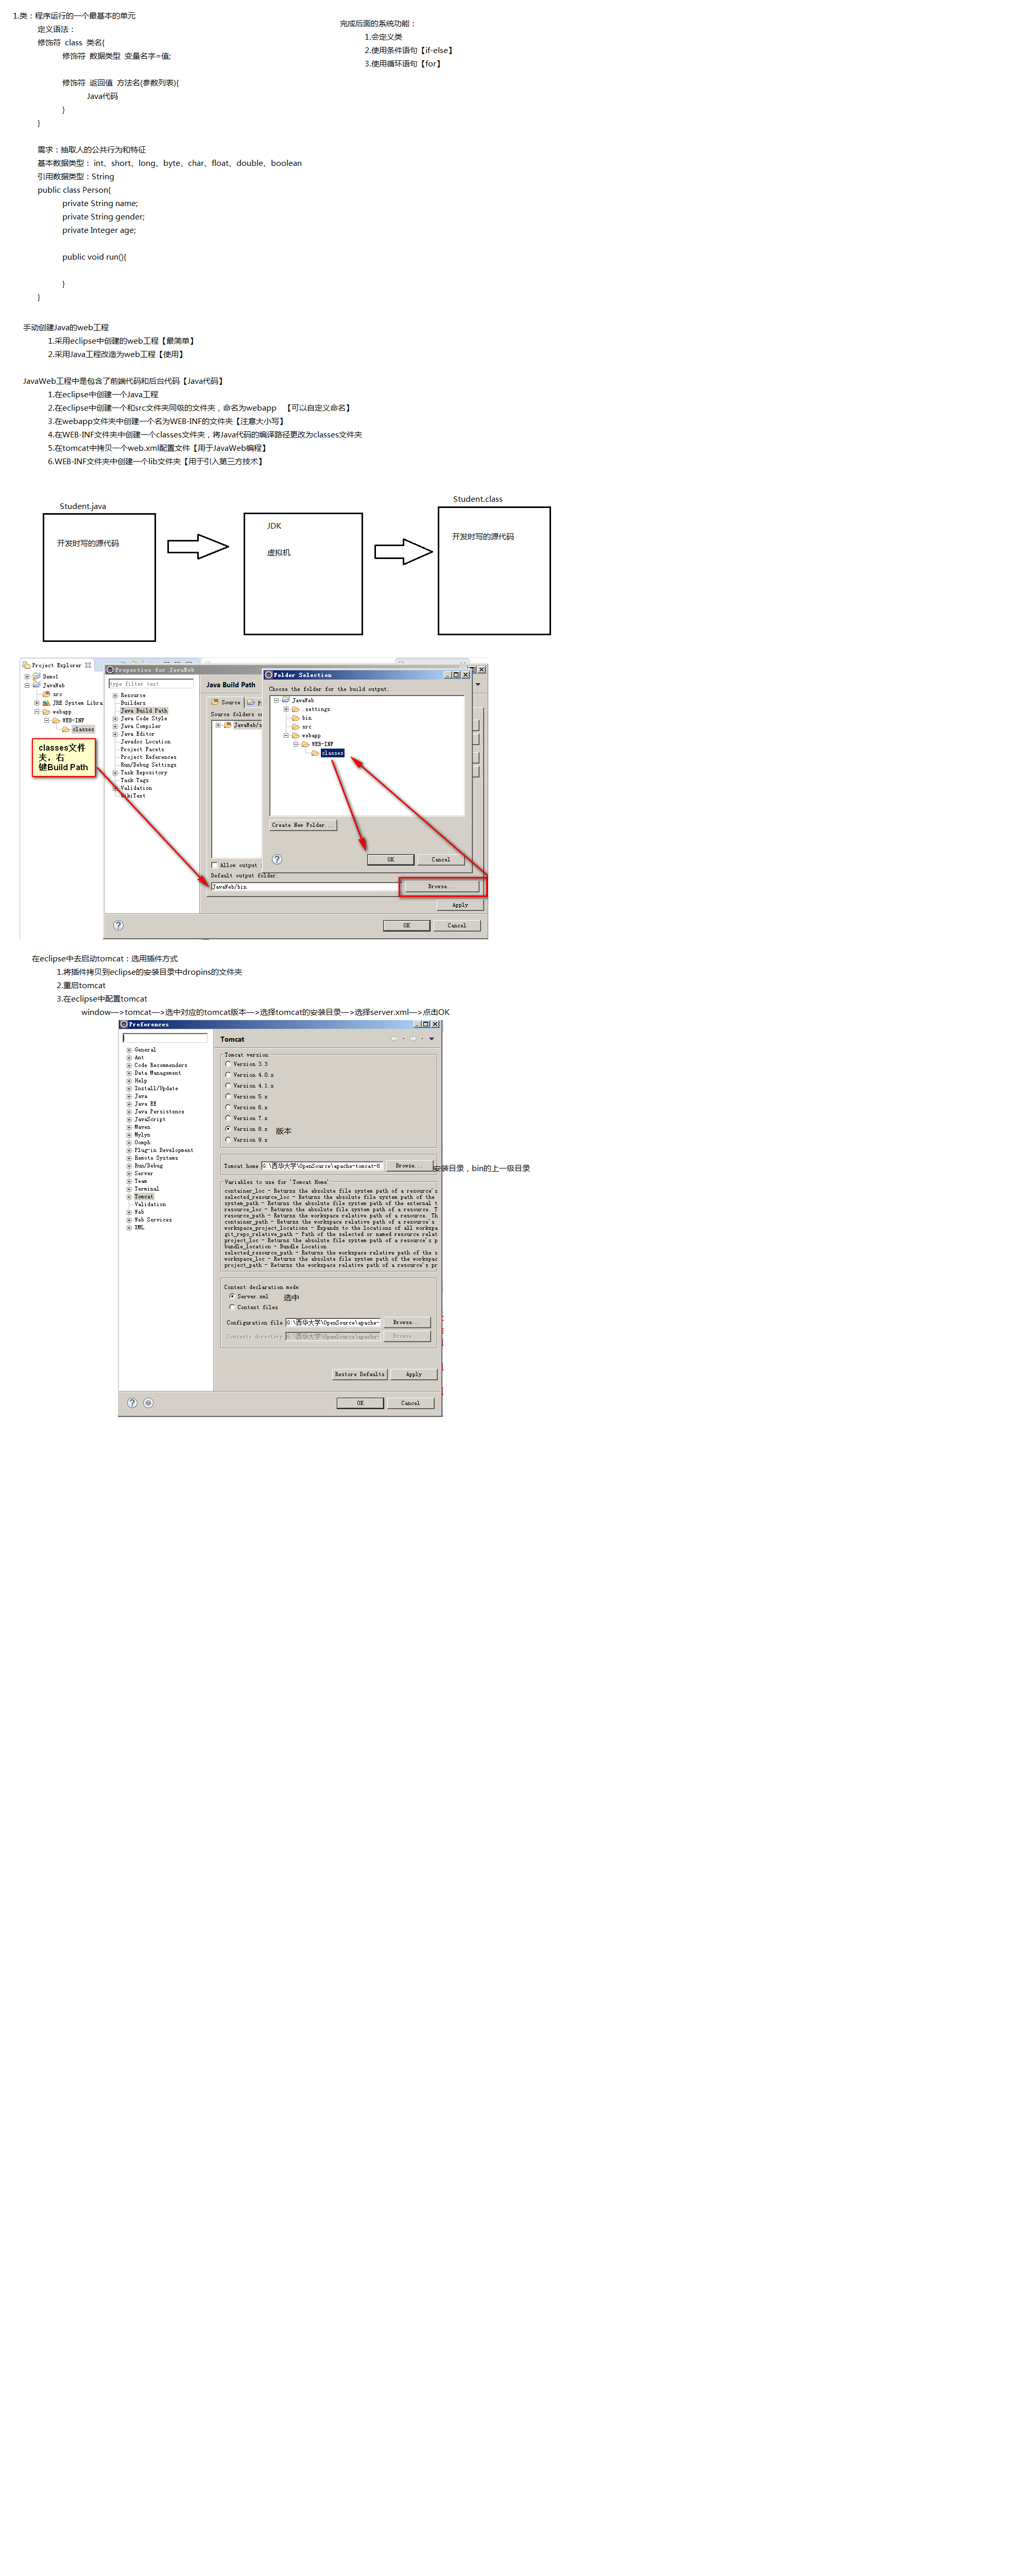 1.类：程序运行的一个最基本的单元
定义语法：
修饰符 class 类名{
修饰符 数据类型 变量名字=值;
修饰符 返回值 方法名(参数列表){
Java代码
}
}
完成后面的系统功能：
1.会定义类
2.使用条件语句【if-else】
3.使用循环语句【for】
需求：抽取人的公共行为和特征
基本数据类型： int、short、long、byte、char、float、double、boolean
引用数据类型：String
public class Person{
private String name;
private String gender;
private Integer age;
public void run(){
}
}
手动创建Java的web工程
1.采用eclipse中创建的web工程【最简单】
2.采用Java工程改造为web工程【使用】
JavaWeb工程中是包含了前端代码和后台代码【Java代码】
1.在eclipse中创建一个Java工程
2.在eclipse中创建一个和src文件夹同级的文件夹，命名为webapp 【可以自定义命名】
3.在webapp文件夹中创建一个名为WEB-INF的文件夹【注意大小写】
4.在WEB-INF文件夹中创建一个classes文件夹，将Java代码的编译路径更改为classes文件夹
5.在tomcat中拷贝一个web.xml配置文件【用于JavaWeb编程】
6.WEB-INF文件夹中创建一个lib文件夹【用于引入第三方技术】
Student.java
开发时写的源代码
JDK
虚拟机
Student.class
开发时写的源代码
Project Explorer
Demo1
JavaWeb
src
JRE System Libra
webapp
WEB-INF
classes
classes文件
夹，右
键Build Path
Properties for JavaWeb
type filter text
Resource
Builders
Java Build Path
Java Code Style
Java Compiler
Java Editor
Javadoc Location
Project Facets
Project References
Run/Debug Settings
Task Repository
Task Tags
Validation
WikiText
Java Build Path
Source
Source folders o
JavaWeb/s
Allow output
Default output folder:
JavaWeb/bin
Browse...
Apply
OK
Cancel
Folder Selection
Choose the folder for the build output:
JavaWeb
.settings
bin
src
webapp
WEB-INF
classes
Create New Folder...
OK
Cancel
在eclipse中去启动tomcat：选用插件方式
1.将插件拷贝到eclipse的安装目录中dropins的文件夹
2.重启tomcat
3.在eclipse中配置tomcat
window—>tomcat—>选中对应的tomcat版本—>选择tomcat的安装目录—>选择server.xml—>点击OK
Preferences
General
Ant
Code Recommenders
Data Management
Help
Install/Update
Java
Java EE
Java Persistence
JavaScript
Maven
Mylyn
Oomph
Plug-in Development
Remote Systems
Run/Debug
Server
Team
Terminal
Tomcat
Validation
Web
Web Services
XML
Tomcat
Tomcat version
Version 3.3
Version 4.0.x
Version 4.1.x
Version 5.x
Version 6.x
Version 7.x
Version 8.x 版本
Version 9.x
Tomcat home G:\西华大学\OpenSource\apache-tomcat-8 Browse... 安装目录，bin的上一级目录
Variables to use for 'Tomcat Home'
container_loc - Returns the absolute file system path of a resource's
selected_resource_loc - Returns the absolute file system path of the
system_path - Returns the absolute file system path of the external t
resource_loc - Returns the absolute file system path of a resource. T
resource_path - Returns the workspace relative path of a resource. Th
container_path - Returns the workspace relative path of a resource's
workspace_project_locations - Expands to the locations of all workspa
git_repo_relative_path - Path of the selected or named resource relat
project_loc - Returns the absolute file system path of a resource's p
bundle_location - Bundle Location
selected_resource_path - Returns the workspace relative path of the s
workspace_loc - Returns the absolute file system path of the workspac
project_path - Returns the workspace relative path of a resource's pr
Context declaration mode
Server.xml 选中
Context files
Configuration file G:\西华大学\OpenSource\apache- Browse...
Contexts directory G:\西华大学\OpenSource\apache- Browse...
Restore Defaults
Apply
OK
Cancel